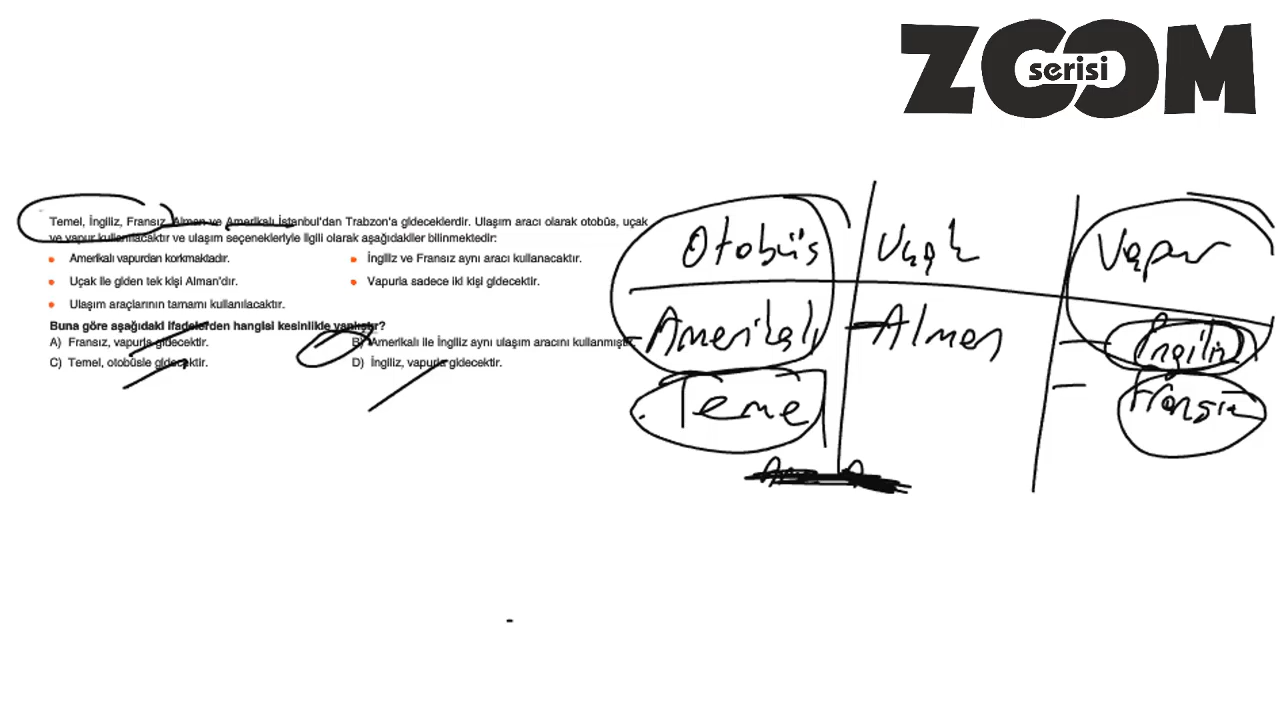 ZOOM
serisi
Temel, İngiliz, Fransız, Alman ve Amerikalı İstanbul'dan Trabzon'a gideceklerdir. Ulaşım aracı olarak otobüs, uçak
ve vapur kullanılacaktır ve ulaşım seçenekleriyle ilgili olarak aşağıdakiler bilinmektedir:
Amerikalı vapurdan korkmaktadır.
İngiliz ve Fransız aynı aracı kullanacaktır.
Uçak ile giden tek kişi Alman'dır.
Vapurla sadece iki kişi gidecektir.
Ulaşım araçlarının tamamı kullanılacaktır.
Buna göre aşağıdaki ifadelerden hangisi kesinlikle yanlıştır?
A) Fransız, vapurla gidecektir.
B) Amerikalı ile İngiliz aynı ulaşım aracını kullanmıştır.
C) Temel, otobüsle gidecektir.
D) İngiliz, vapurla gidecektir.
Otobüs Uçak Vapur
Amerikalı Alman İngiliz
Teme Fransız